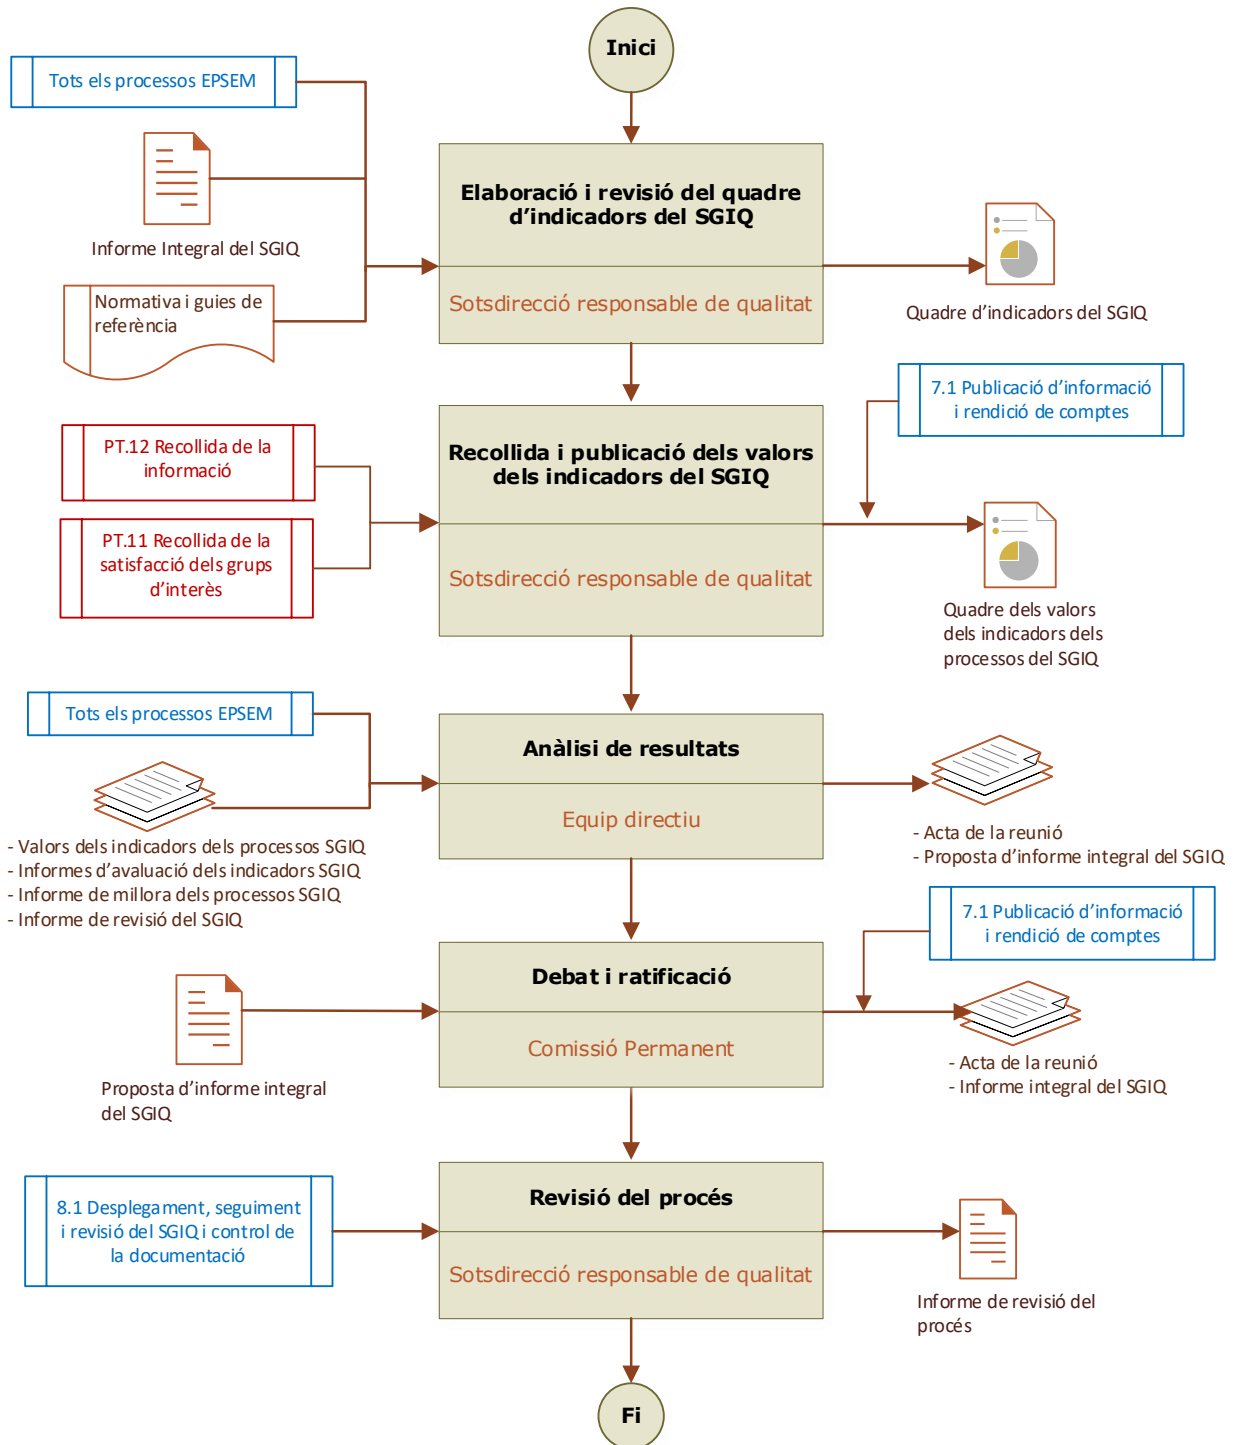 Inici
Tots els processos EPSEM
Informe Integral del SGIQ
Normativa i guies de
referència
Elaboració i revisió del quadre
d'indicadors del SGIQ
Sotsdirecció responsable de qualitat
Quadre d'indicadors del SGIQ
7.1 Publicació d'informació
i rendició de comptes
PT.12 Recollida de la
informació
PT.11 Recollida de la
satisfacció dels grups
d'interès
Recollida i publicació dels valors
dels indicadors del SGIQ
Sotsdirecció responsable de qualitat
Quadre dels valors
dels indicadors dels
processos del SGIQ
Tots els processos EPSEM
- Valors dels indicadors dels processos SGIQ
- Informes d'avaluació dels indicadors SGIQ
- Informe de millora dels processos SGIQ
- Informe de revisió del SGIQ
Anàlisi de resultats
Equip directiu
- Acta de la reunió
- Proposta d'informe integral del SGIQ
7.1 Publicació d'informació
i rendició de comptes
Proposta d'informe integral
del SGIQ
Debat i ratificació
Comissió Permanent
- Acta de la reunió
- Informe integral del SGIQ
8.1 Desplegament, seguiment
i revisió del SGIQ i control de
la documentació
Revisió del procés
Sotsdirecció responsable de qualitat
Informe de revisió del
procés
Fi